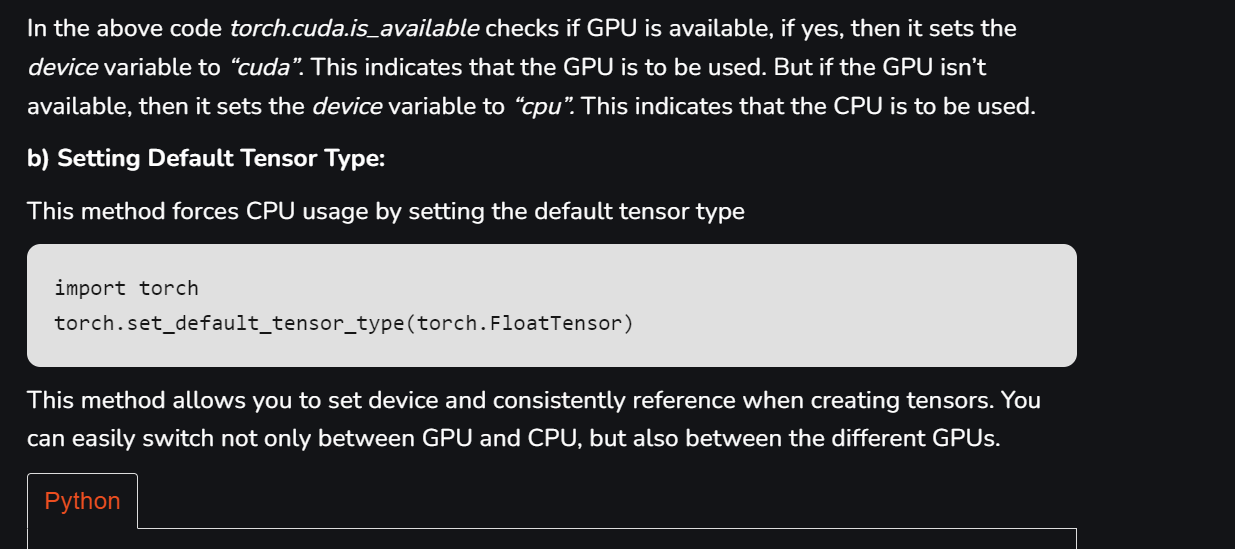 In the above code torch.cuda.is_available checks if GPU is available, if yes, then it sets the
device variable to “cuda”. This indicates that the GPU is to be used. But if the GPU isn’t
available, then it sets the device variable to “cpu”. This indicates that the CPU is to be used.
b) Setting Default Tensor Type:
This method forces CPU usage by setting the default tensor type
import torch
torch.set_default_tensor_type(torch.FloatTensor)
This method allows you to set device and consistently reference when creating tensors. You
can easily switch not only between GPU and CPU, but also between the different GPUs.
Python